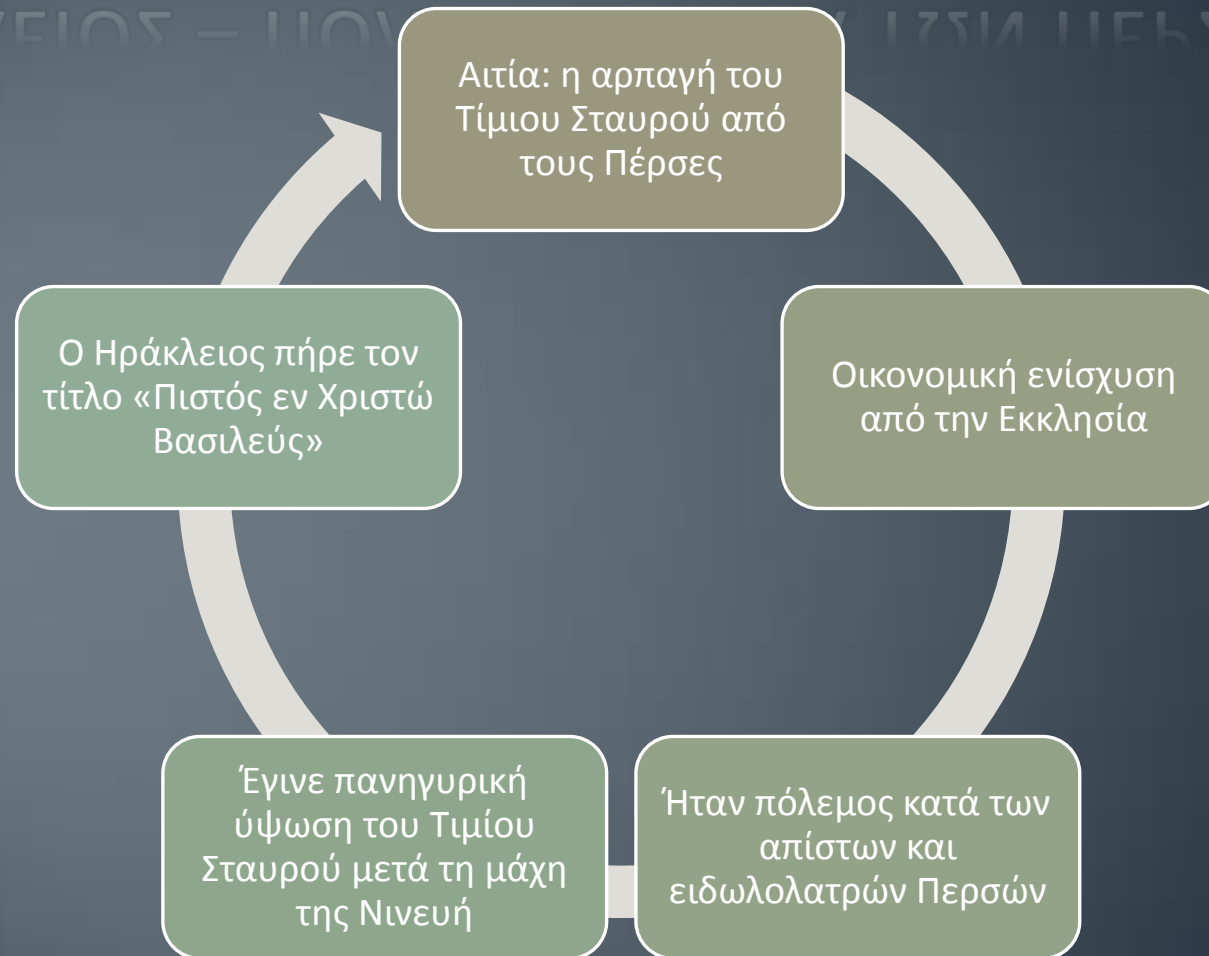 Αιτία: η αρπαγή του
Τίμιου Σταυρού από
τους Πέρσες
Οικονομική ενίσχυση
από την Εκκλησία
Ήταν πόλεμος κατά των
απίστων και
ειδωλολατρών Περσών
Έγινε πανηγυρική
ύψωση του Τιμίου
Σταυρού μετά τη μάχη
της Νινευή
Ο Ηράκλειος πήρε τον
τίτλο «Πιστός εν Χριστώ
Βασιλεύς»